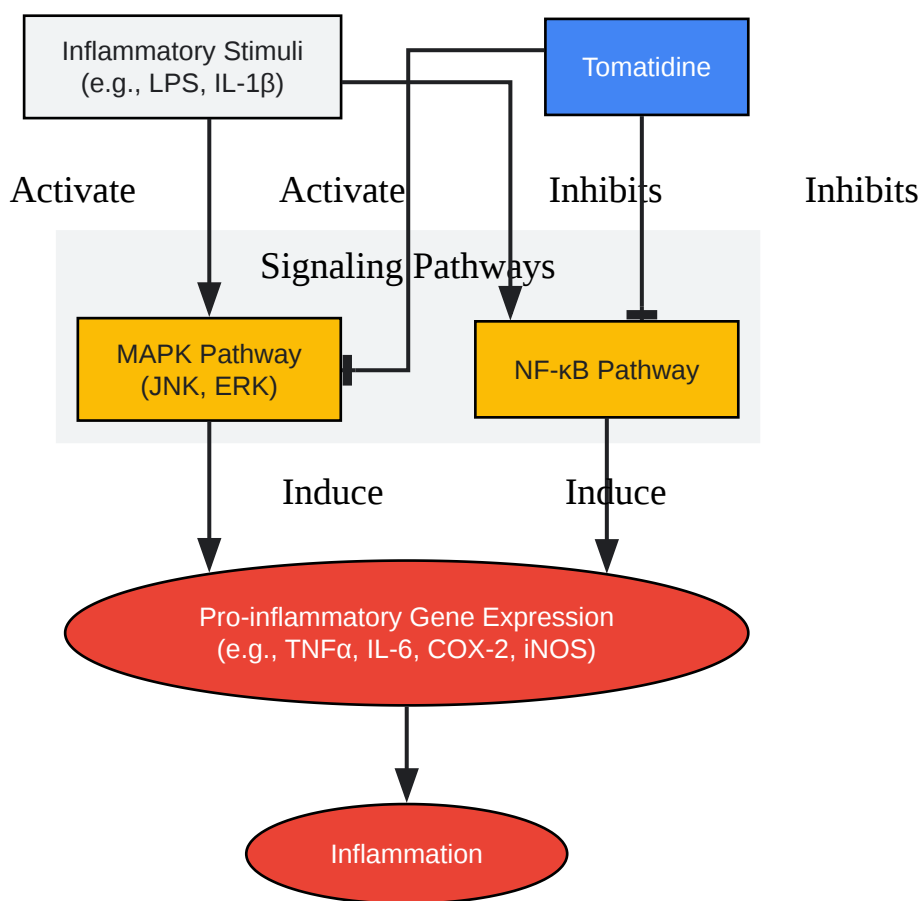 Inflammatory Stimuli
(e.g., LPS, IL-1β)
Tomatidine
Activate
Activate
Inhibits
Inhibits
Signaling Pathways
MAPK Pathway
(JNK, ERK)
NF-κB Pathway
Induce
Induce
Pro-inflammatory Gene Expression
(e.g., TNFα, IL-6, COX-2, iNOS)
Inflammation